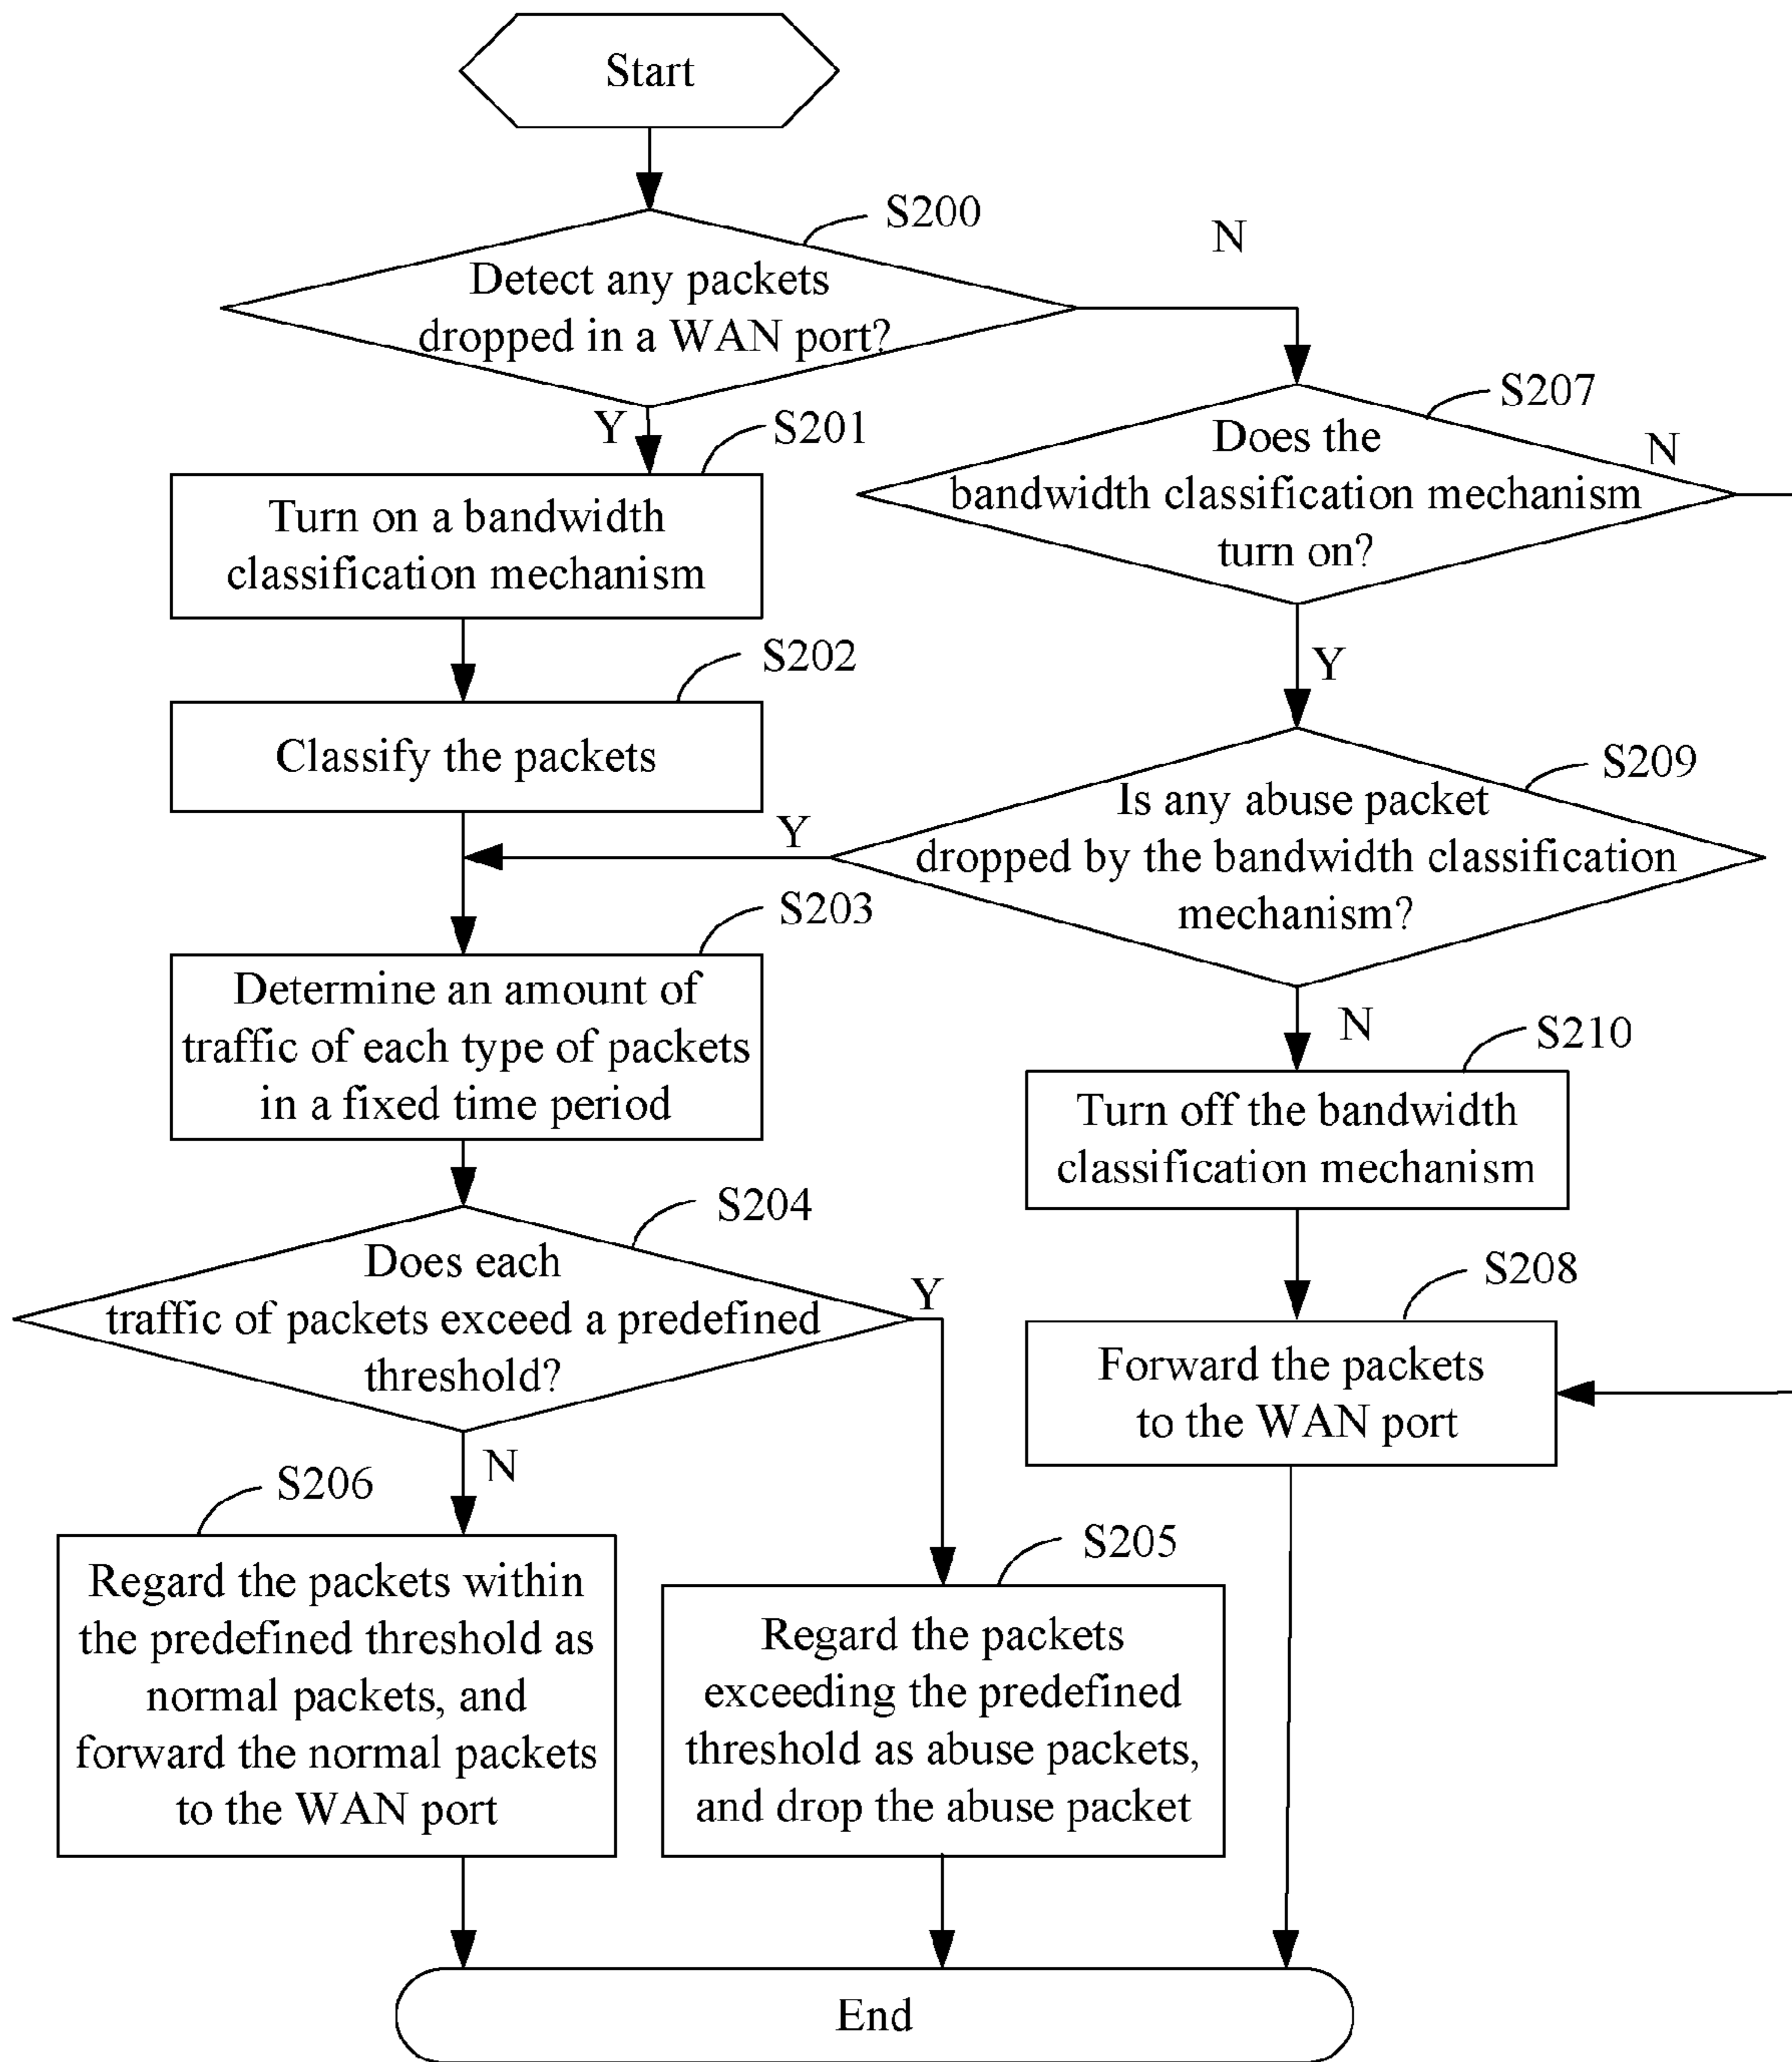 Start
S200
N
Detect any packets
dropped in a WAN port?
S207
Y
S201
Does the
bandwidth classification mechanism
turn on?
N
Turn on a bandwidth
classification mechanism
S202
Y
Classify the packets
S209
Is any abuse packet
dropped by the bandwidth classification
mechanism?
Y
S203
Determine an amount of
traffic of each type of packets
in a fixed time period
N
S210
Turn off the bandwidth
classification mechanism
S204
Does each
traffic of packets exceed a predefined
threshold?
Y
S208
Forward the packets
to the WAN port
N
S206
Regard the packets within
the predefined threshold as
normal packets, and
forward the normal packets
to the WAN port
S205
Regard the packets
exceeding the predefined
threshold as abuse packets,
and drop the abuse packet
End